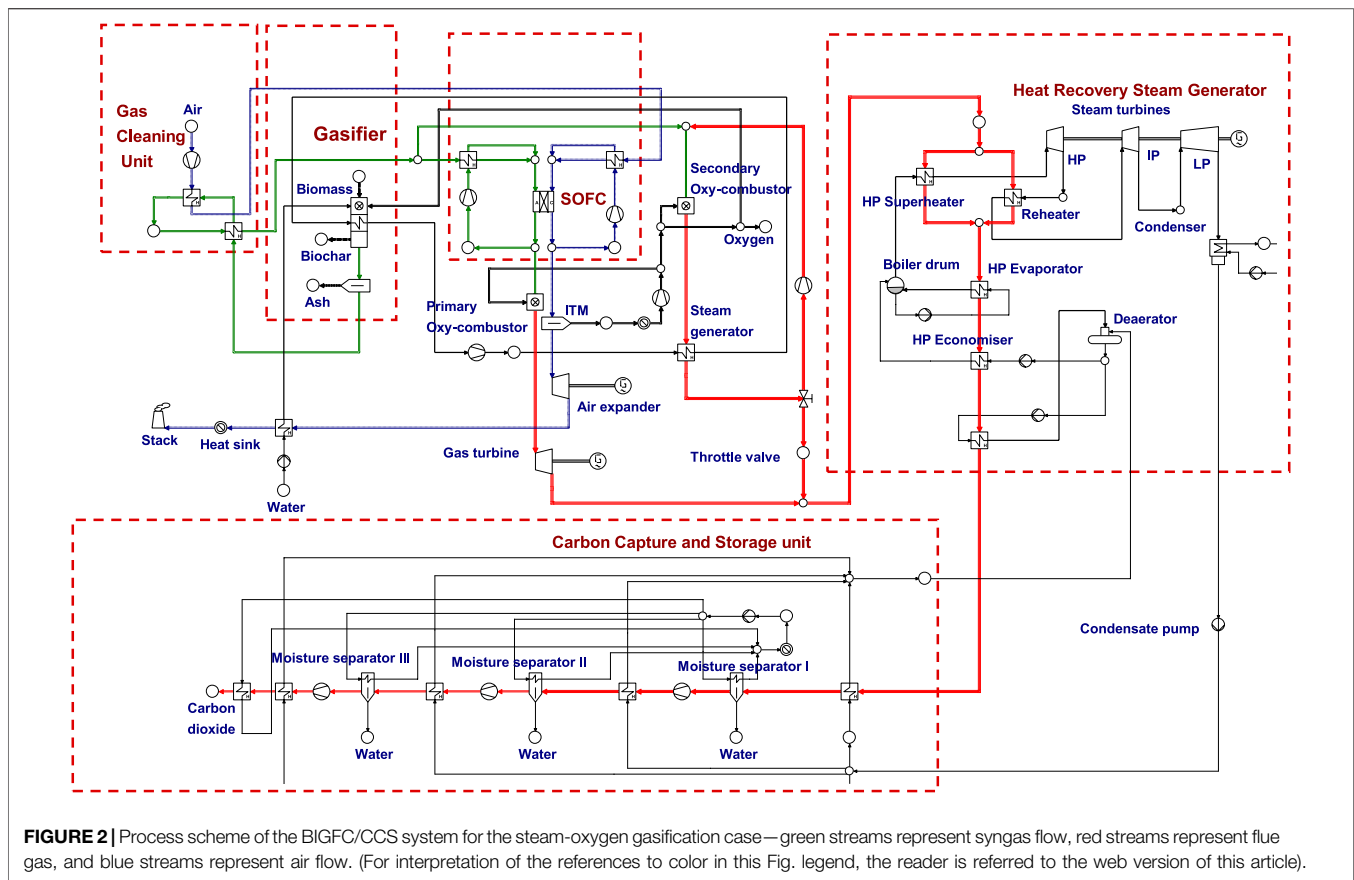 Gas
Cleaning
Unit
Air
Gasifier
Biomass
Biochar
Ash
SOFC
A
C
Secondary
Oxy-combustor
Oxygen
Primary
Oxy-combustor
ITM
Steam
generator
Air expander
Gas turbine
Throttle valve
Stack
Heat sink
Water
Heat Recovery Steam Generator
Steam turbines
HP
IP
LP
HP Superheater
Reheater
Condenser
Boiler drum
HP Evaporator
Deaerator
HP Economiser
Carbon Capture and Storage unit
Condensate pump
Moisture separator III
Moisture separator II
Moisture separator I
Carbon
dioxide
Water
Water
Water
FIGURE 2 | Process scheme of the BIGFC/CCS system for the steam-oxygen gasification case—green streams represent syngas flow, red streams represent flue
gas, and blue streams represent air flow. (For interpretation of the references to color in this Fig. legend, the reader is referred to the web version of this article).